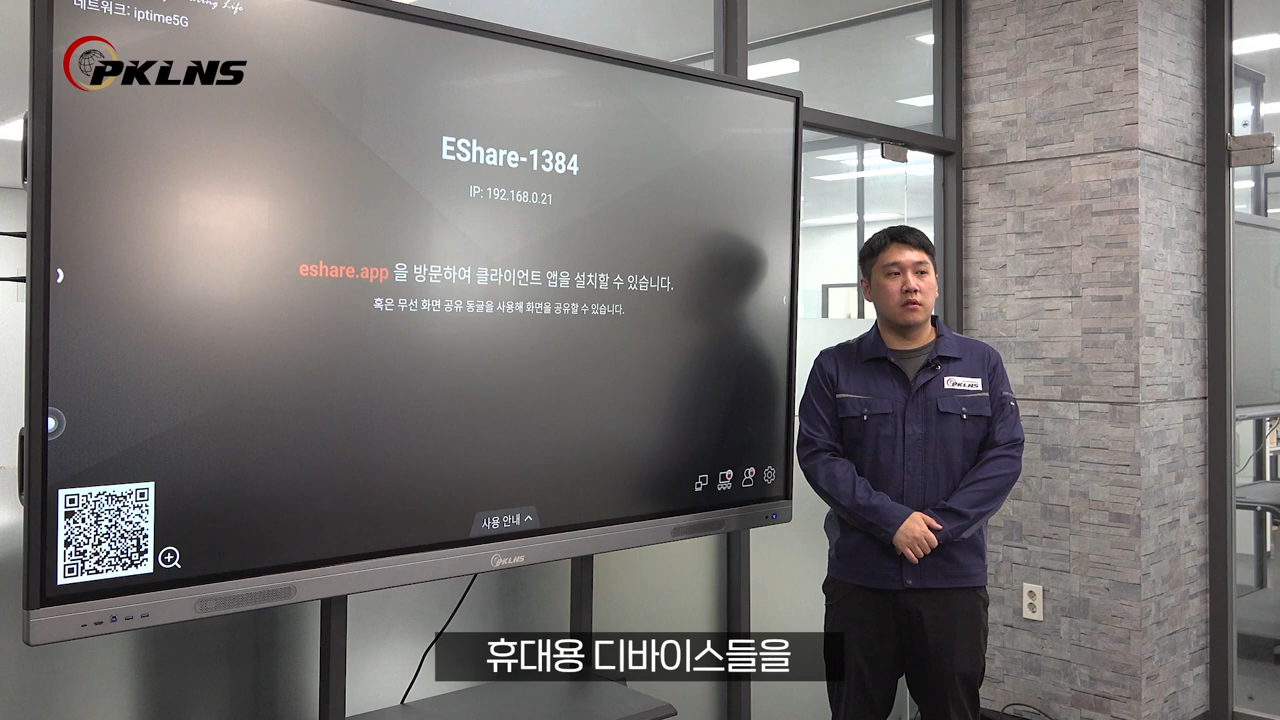 네트워크: iptime5G
PKLNS
EShare-1384
IP: 192.168.0.21
eshare.app 을 방문하여 클라이언트 앱을 설치할 수 있습니다.
혹은 무선 화면 공유 동글을 사용해 화면을 공유할 수 있습니다.
PKLNS
사용 안내
PKLNS
휴대용 디바이스들을